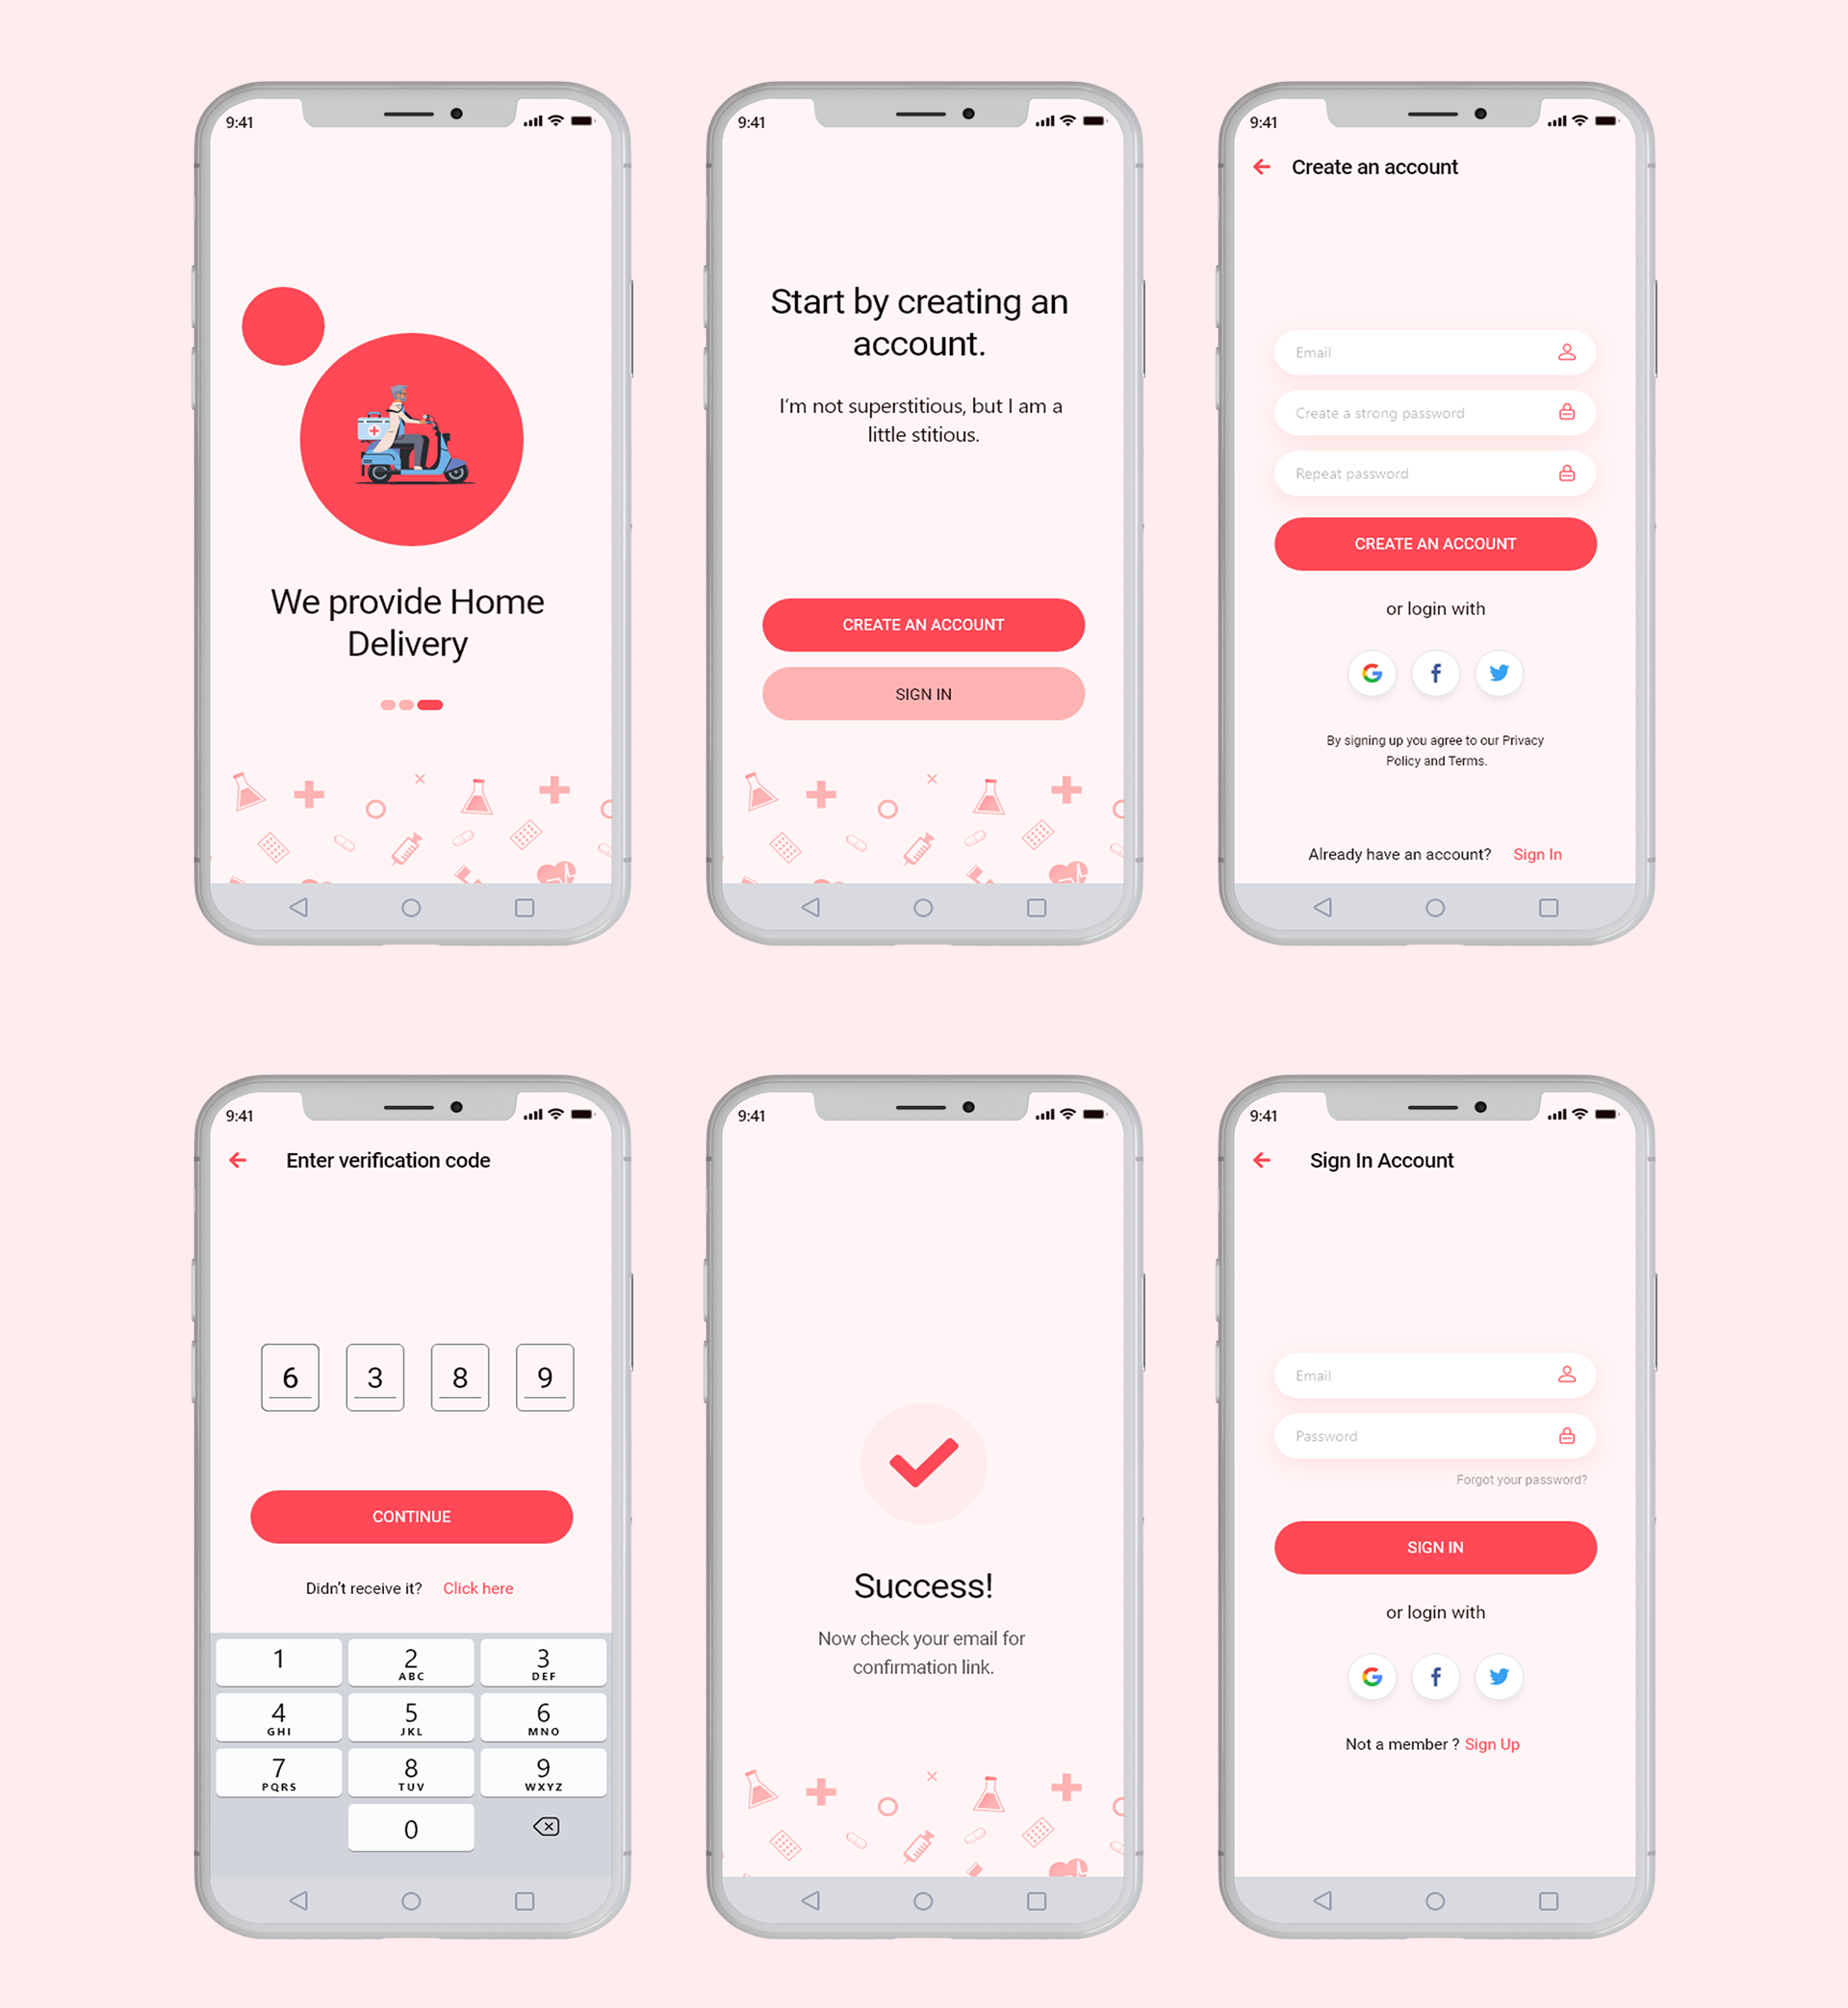 9:41
We provide Home
Delivery
9:41
Start by creating an
account.
I'm not superstitious, but I am a
little stitious.
CREATE AN ACCOUNT
SIGN IN
9:41
Create an account
Email
Create a strong password
Repeat password
CREATE AN ACCOUNT
or login with
G f
By signing up you agree to our Privacy
Policy and Terms.
Already have an account? Sign In
9:41
Enter verification code
6 3 8 9
CONTINUE
Didn't receive it? Click here
1 2 3
ABC DEF
4 5 6
GHI JKL MNO
7 8 9
PQRS TUV WXYZ
0
9:41
Success!
Now check your email for
confirmation link.
9:41
Sign In Account
Email
Password
Forgot your password?
SIGN IN
or login with
G f
Not a member ? Sign Up